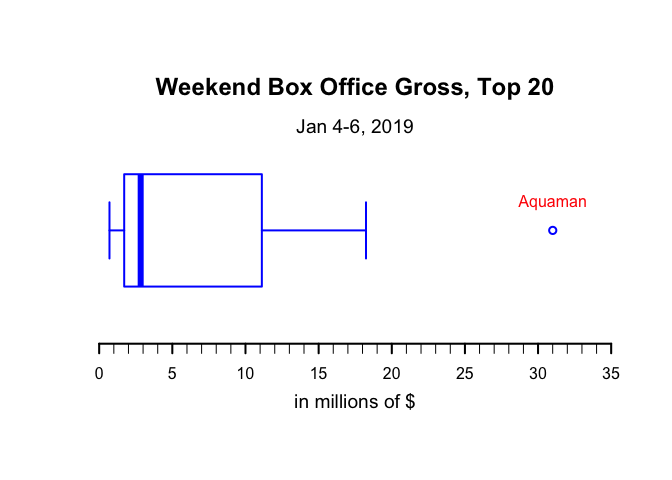 Weekend Box Office Gross, Top 20
Jan 4-6, 2019
Aquaman
0 5 10 15 20 25 30 35
in millions of $